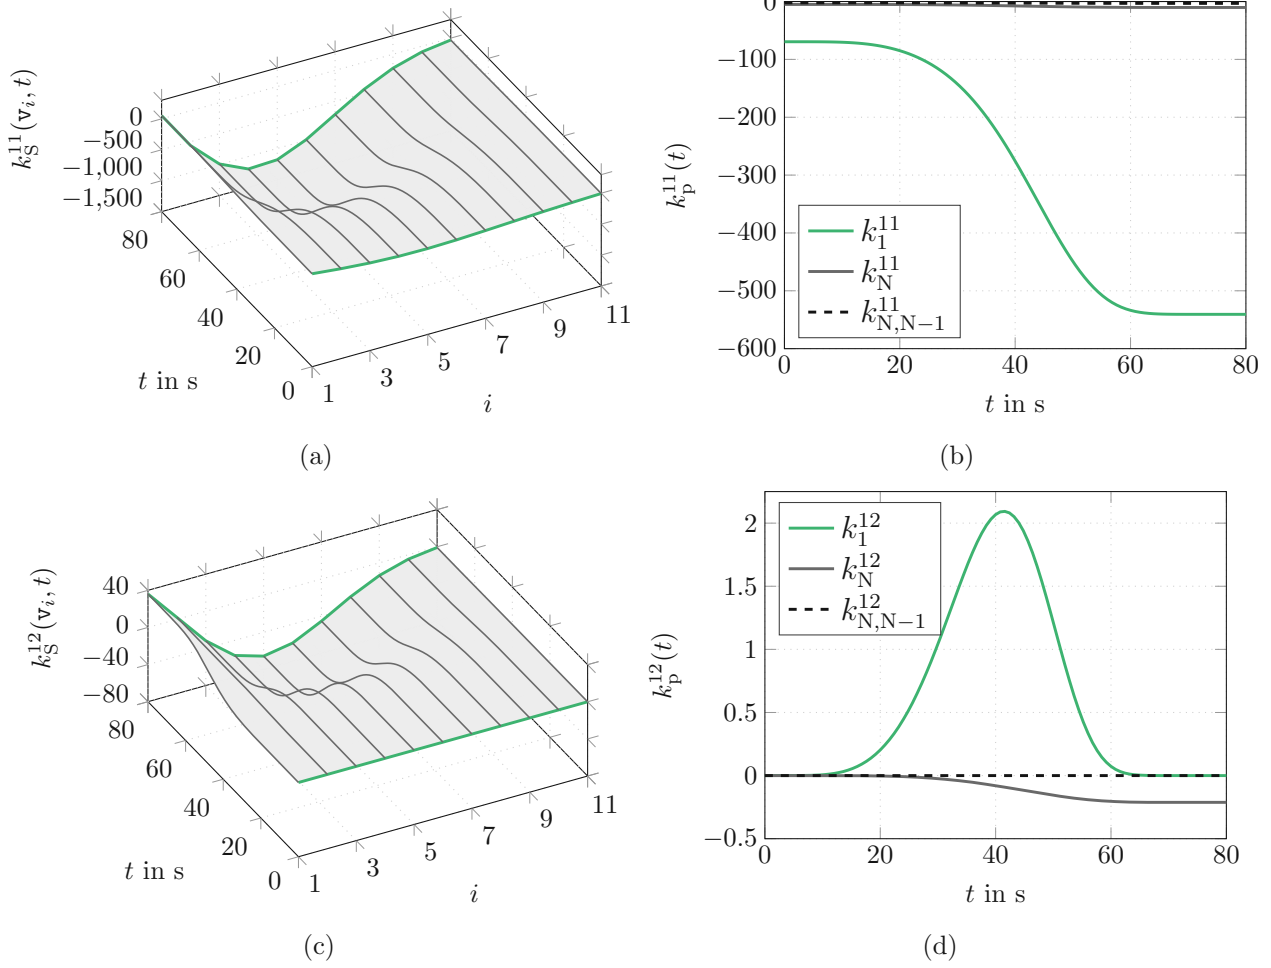 k_S^{11}(v_i, t)
0
−500
−1,000
−1,500
80
60
40
20
0
t in s
1
3
5
7
9
11
i
(a)
k_p^{11}(t)
0
−100
−200
−300
−400
−500
−600
k_1^{11}
k_N^{11}
k_{N,N−1}^{11}
0
20
40
60
80
t in s
(b)
k_S^{12}(v_i, t)
40
0
−40
−80
80
60
40
20
0
t in s
1
3
5
7
9
11
i
(c)
k_p^{12}(t)
2
1.5
1
0.5
0
−0.5
k_1^{12}
k_N^{12}
k_{N,N−1}^{12}
0
20
40
60
80
t in s
(d)